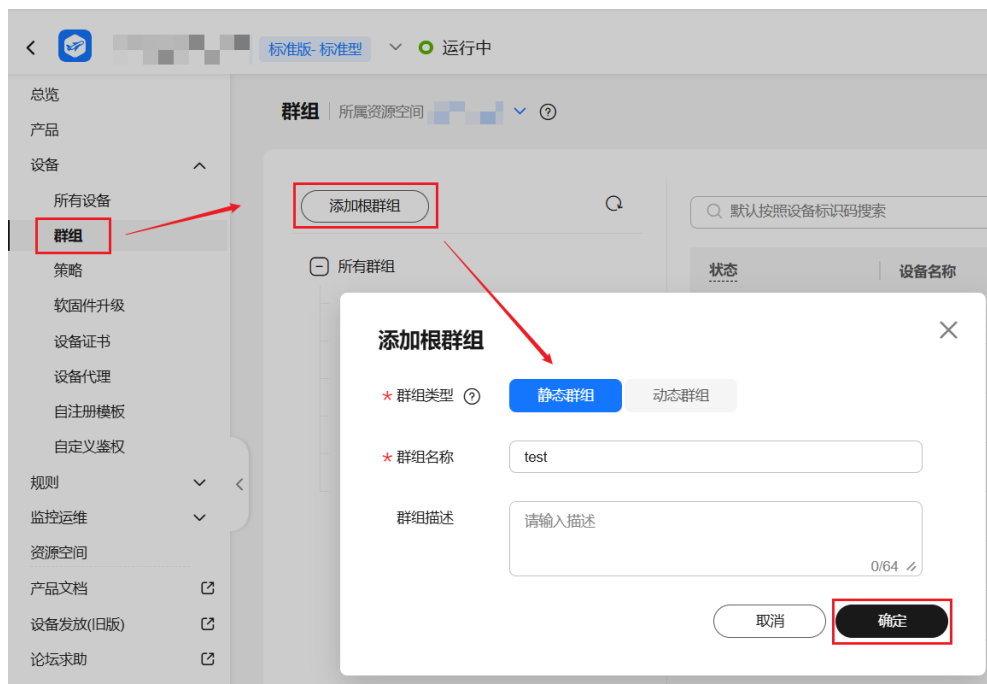 标准版-标准型 运行中
总览
产品
设备
所有设备
群组
策略
软固件升级
设备证书
设备代理
自注册模板
自定义鉴权
规则
监控运维
资源空间
产品文档
设备发放(旧版)
论坛求助
群组 所属资源空间
添加根群组
所有群组
默认按照设备标识码搜索
状态 设备名称
添加根群组
* 群组类型 静态群组 动态群组
* 群组名称 test
群组描述 请输入描述
0/64
取消 确定